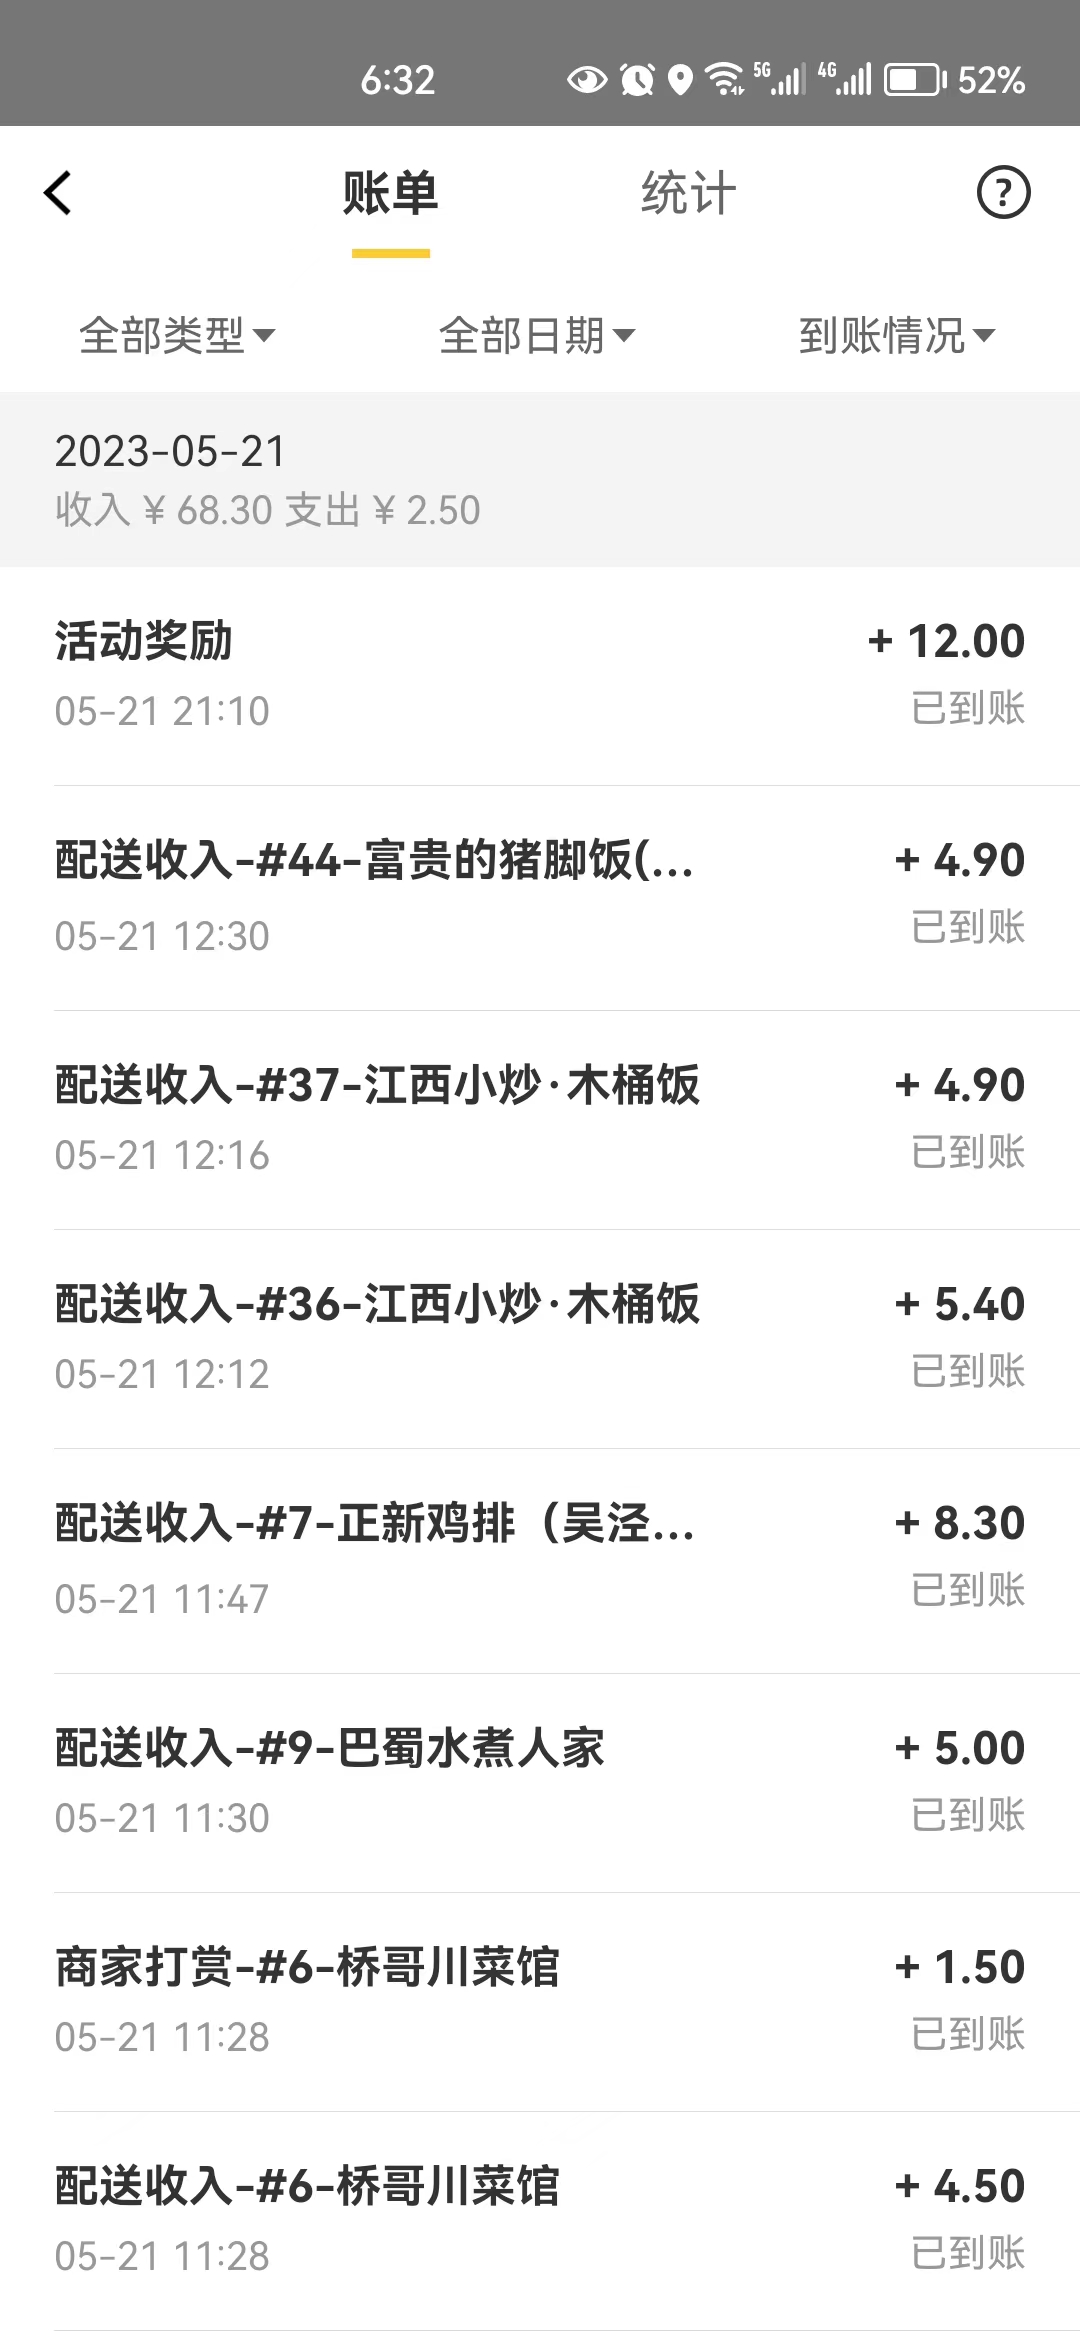 6:32 5G 4G 52%
账单 统计
全部类型 全部日期 到账情况
2023-05-21
收入 ¥ 68.30 支出 ¥ 2.50
活动奖励 + 12.00
05-21 21:10 已到账
配送收入-#44-富贵的猪脚饭(... + 4.90
05-21 12:30 已到账
配送收入-#37-江西小炒·木桶饭 + 4.90
05-21 12:16 已到账
配送收入-#36-江西小炒·木桶饭 + 5.40
05-21 12:12 已到账
配送收入-#7-正新鸡排（吴泾... + 8.30
05-21 11:47 已到账
配送收入-#9-巴蜀水煮人家 + 5.00
05-21 11:30 已到账
商家打赏-#6-桥哥川菜馆 + 1.50
05-21 11:28 已到账
配送收入-#6-桥哥川菜馆 + 4.50
05-21 11:28 已到账